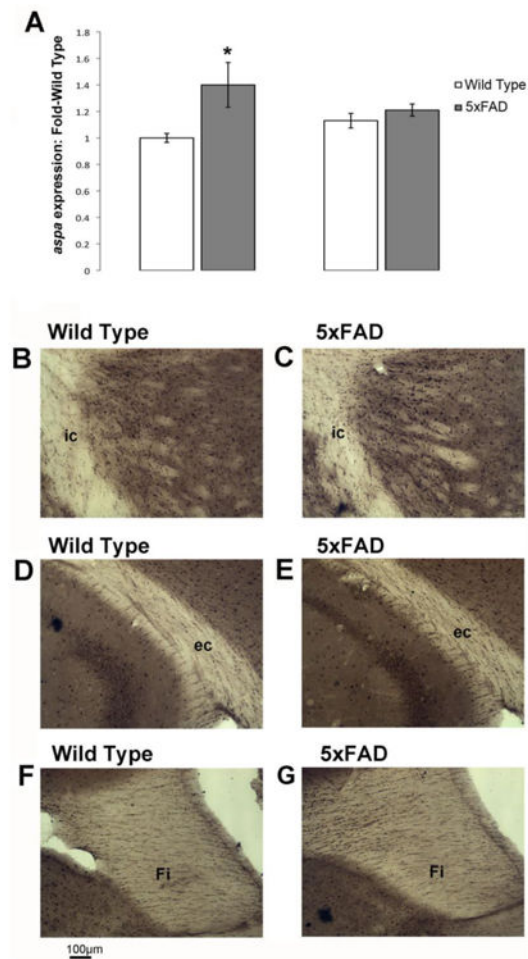 A
*
aspa expression: Fold-Wild Type
1.8
1.6
1.4
1.2
1
0.8
0.6
0.4
0.2
0
Wild Type
5xFAD
Wild Type
5xFAD
B
C
ic
ic
Wild Type
5xFAD
D
E
ec
ec
Wild Type
5xFAD
F
G
Fi
Fi
100µm